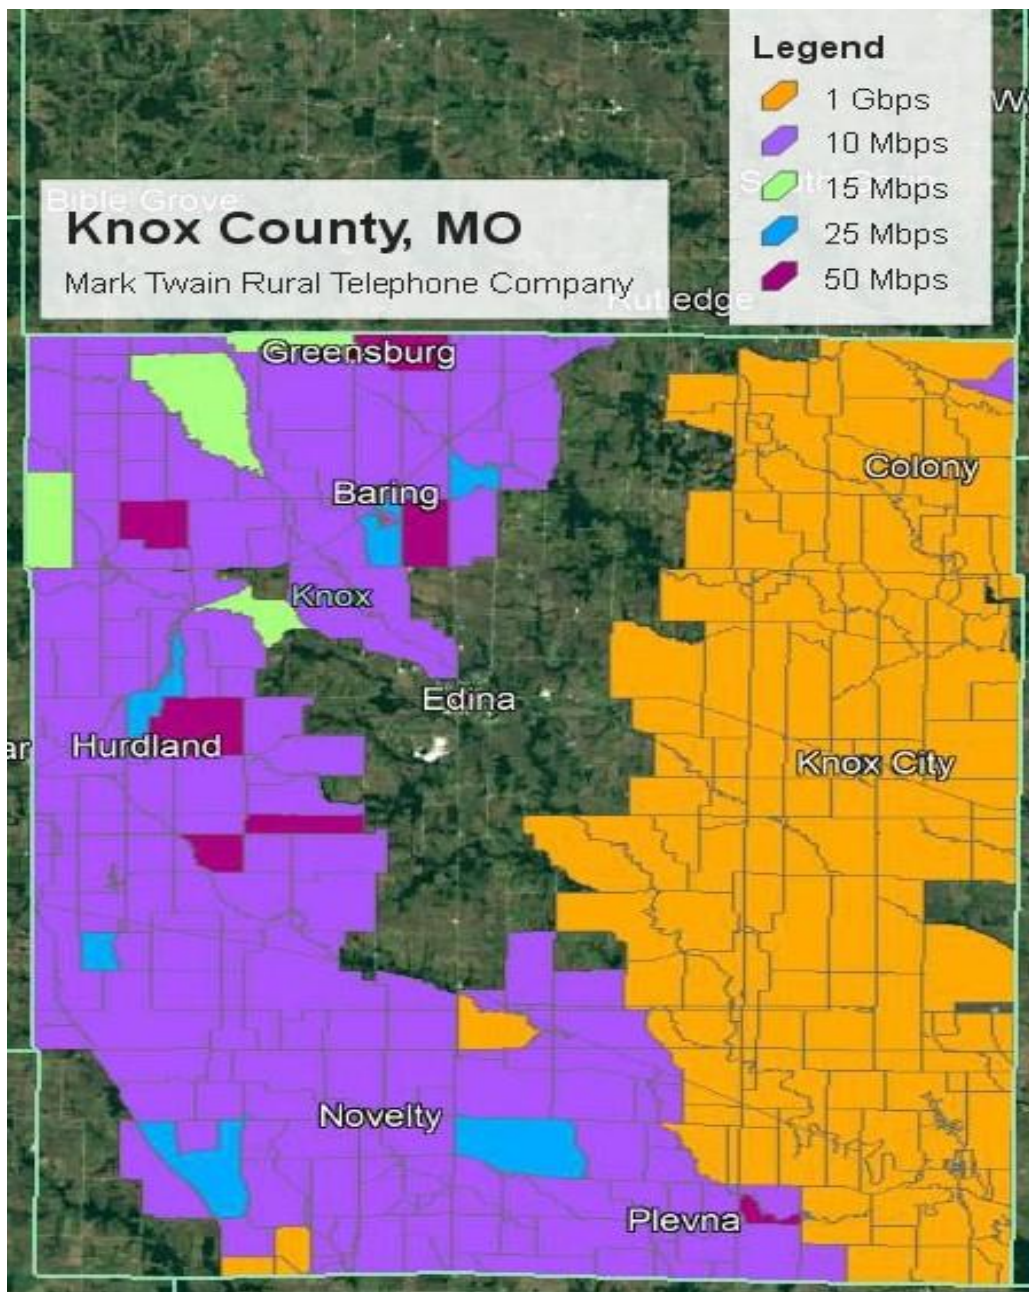 Legend
1 Gbps
10 Mbps
15 Mbps
25 Mbps
50 Mbps
Bible Grove
Knox County, MO
Mark Twain Rural Telephone Company
Rutledge
Greensburg
Colony
Baring
Knox
Edina
Hurdland
Knox City
Novelty
Plevna